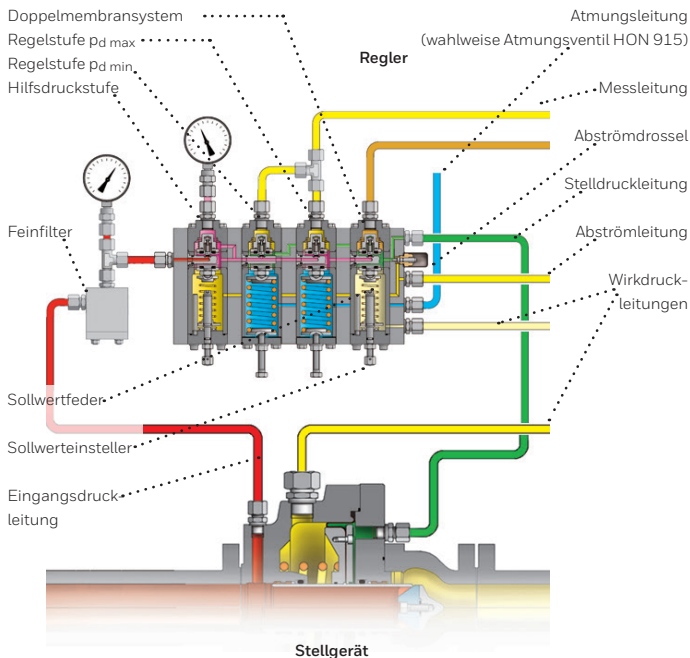 Doppelmembransystem
Regelstufe pd max
Regelstufe pd min
Hilfsdruckstufe
Regler
Atmungsleitung
(wahlweise Atmungsventil HON 915)
Messleitung
Abströmdrossel
Stelldruckleitung
Abströmleitung
Wirkdruck-
leitungen
Feinfilter
Sollwertfeder
Sollwerteinsteller
Eingangsdruck-
leitung
Stellgerät